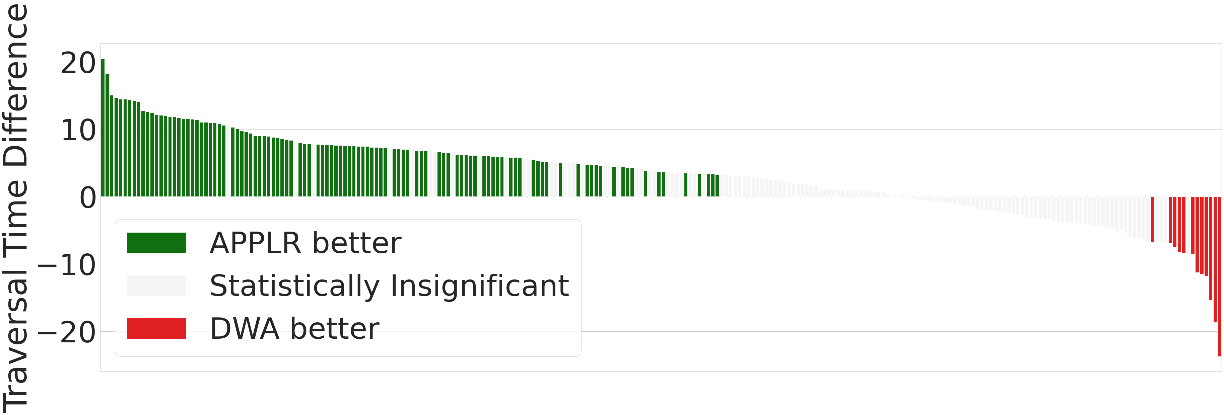 Traversal Time Difference
20
10
0
−10
−20
APPLR better
Statistically Insignificant
DWA better